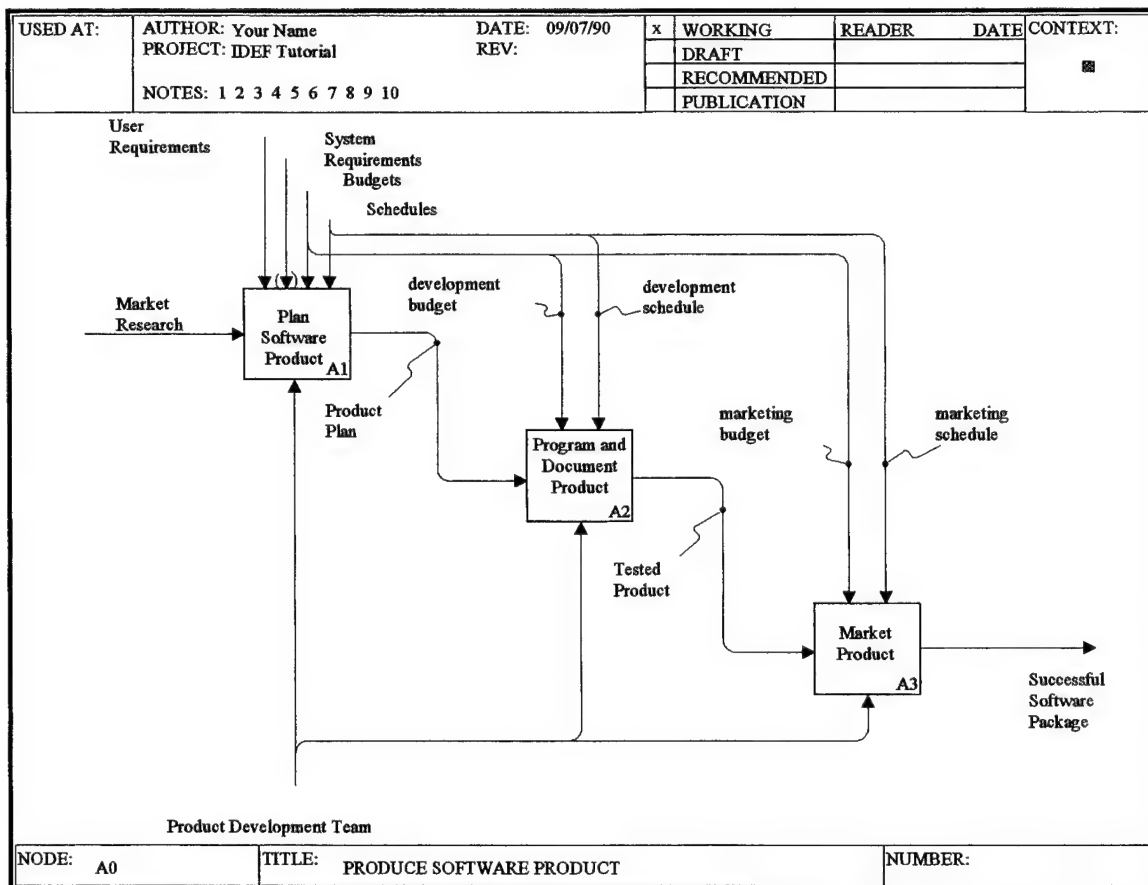 USED AT:
AUTHOR: Your Name
DATE: 09/07/90
PROJECT: IDEF Tutorial
REV:
NOTES: 1 2 3 4 5 6 7 8 9 10
x WORKING
DRAFT
RECOMMENDED
PUBLICATION
READER DATE
CONTEXT:
User
Requirements
System
Requirements
Budgets
Schedules
( )
Market
Research
Plan
Software
Product
A1
development
budget
development
schedule
Product
Plan
Program and
Document
Product
A2
marketing
budget
marketing
schedule
Tested
Product
Market
Product
A3
Successful
Software
Package
Product Development Team
NODE: A0
TITLE: PRODUCE SOFTWARE PRODUCT
NUMBER: